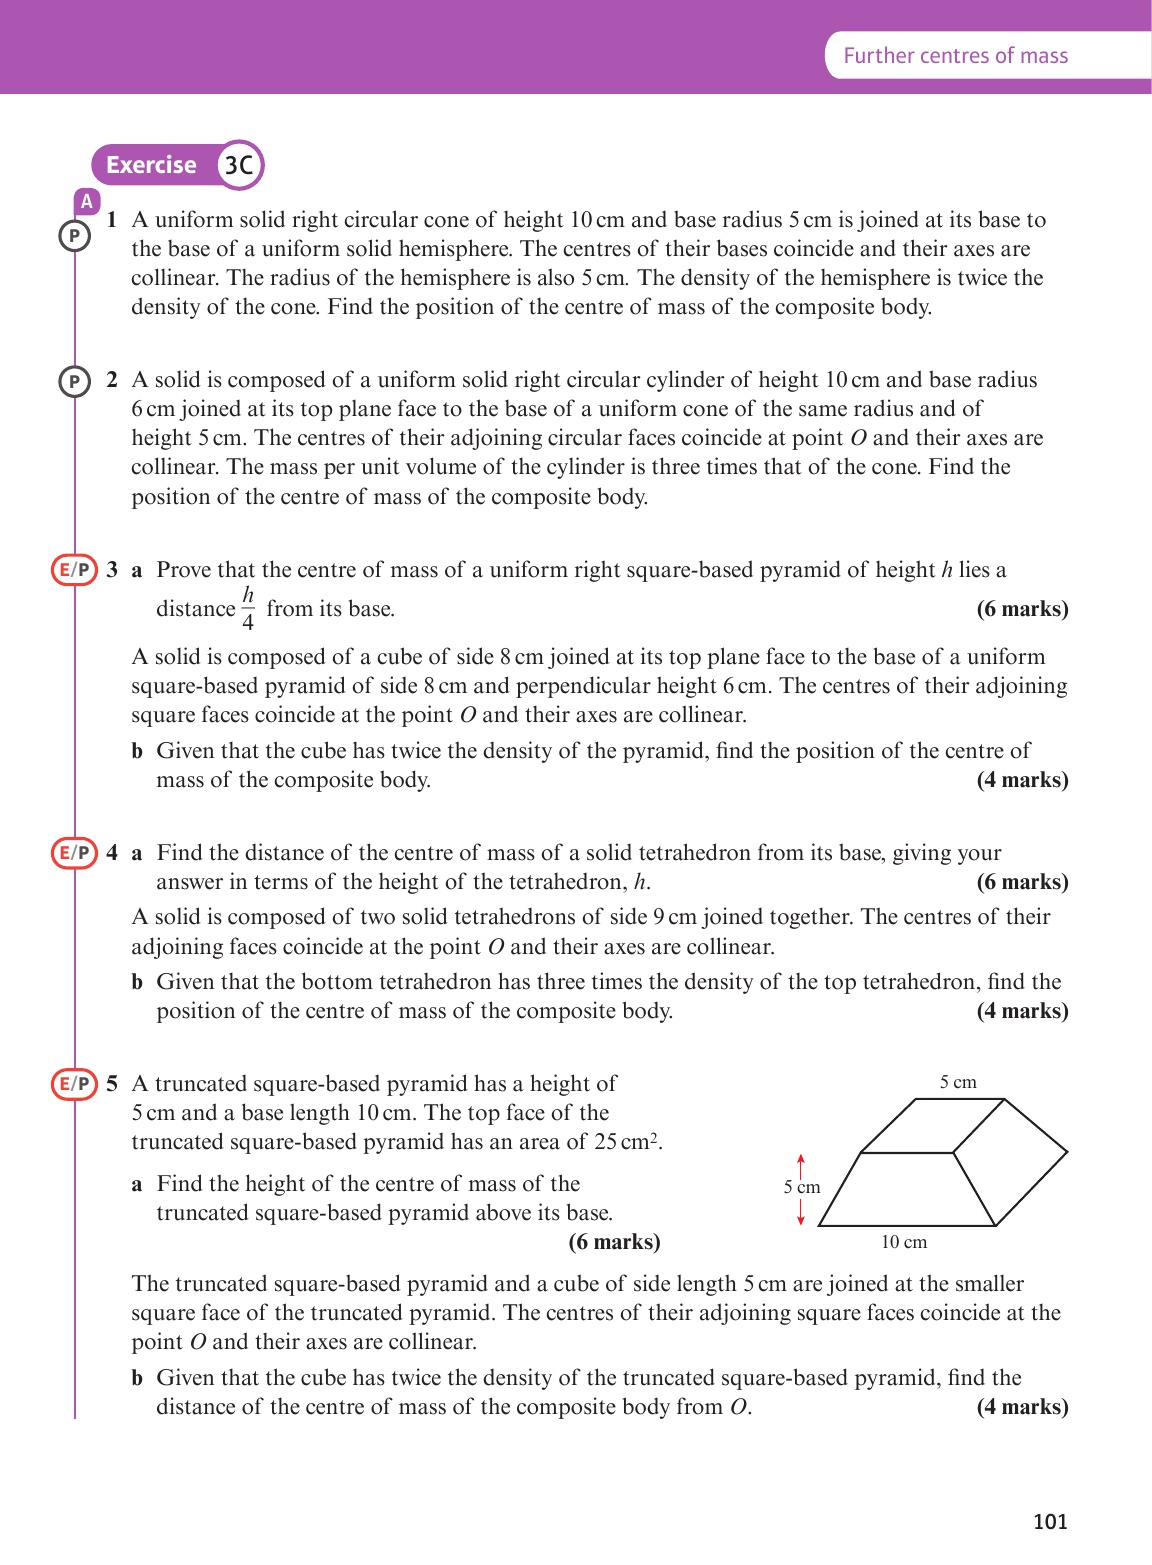 Further centres of mass
Exercise 3C
A
P
1 A uniform solid right circular cone of height 10 cm and base radius 5 cm is joined at its base to
the base of a uniform solid hemisphere. The centres of their bases coincide and their axes are
collinear. The radius of the hemisphere is also 5 cm. The density of the hemisphere is twice the
density of the cone. Find the position of the centre of mass of the composite body.
P
2 A solid is composed of a uniform solid right circular cylinder of height 10 cm and base radius
6 cm joined at its top plane face to the base of a uniform cone of the same radius and of
height 5 cm. The centres of their adjoining circular faces coincide at point O and their axes are
collinear. The mass per unit volume of the cylinder is three times that of the cone. Find the
position of the centre of mass of the composite body.
E/P
3 a Prove that the centre of mass of a uniform right square-based pyramid of height h lies a
distance h/4 from its base. (6 marks)
A solid is composed of a cube of side 8 cm joined at its top plane face to the base of a uniform
square-based pyramid of side 8 cm and perpendicular height 6 cm. The centres of their adjoining
square faces coincide at the point O and their axes are collinear.
b Given that the cube has twice the density of the pyramid, find the position of the centre of
mass of the composite body. (4 marks)
E/P
4 a Find the distance of the centre of mass of a solid tetrahedron from its base, giving your
answer in terms of the height of the tetrahedron, h. (6 marks)
A solid is composed of two solid tetrahedrons of side 9 cm joined together. The centres of their
adjoining faces coincide at the point O and their axes are collinear.
b Given that the bottom tetrahedron has three times the density of the top tetrahedron, find the
position of the centre of mass of the composite body. (4 marks)
E/P
5 A truncated square-based pyramid has a height of
5 cm and a base length 10 cm. The top face of the
truncated square-based pyramid has an area of 25 cm².
a Find the height of the centre of mass of the
truncated square-based pyramid above its base.
(6 marks)
5 cm
5 cm
10 cm
The truncated square-based pyramid and a cube of side length 5 cm are joined at the smaller
square face of the truncated pyramid. The centres of their adjoining square faces coincide at the
point O and their axes are collinear.
b Given that the cube has twice the density of the truncated square-based pyramid, find the
distance of the centre of mass of the composite body from O. (4 marks)
101